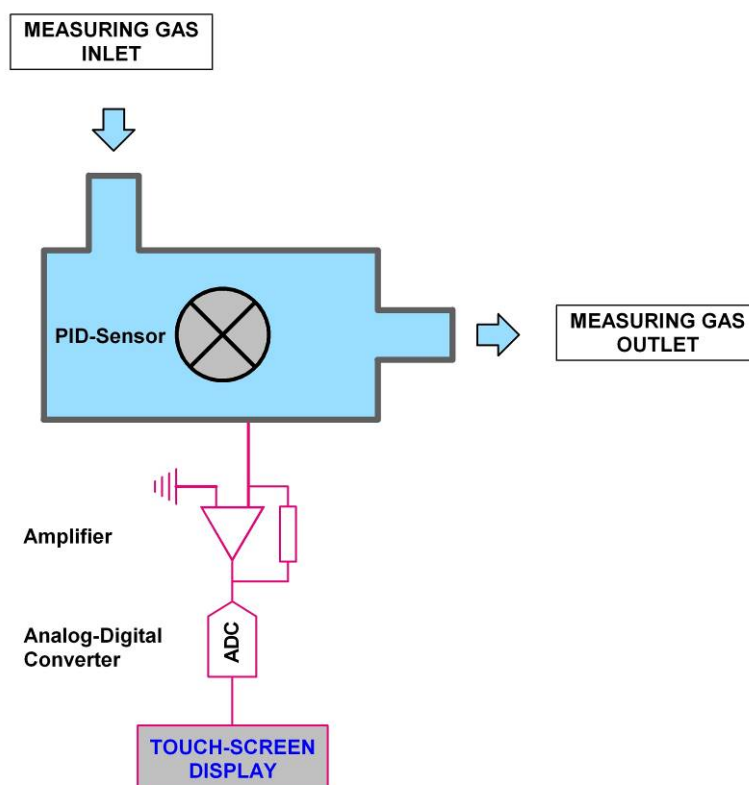 MEASURING GAS
INLET
PID-Sensor
MEASURING GAS
OUTLET
Amplifier
Analog-Digital
Converter
ADC
TOUCH-SCREEN
DISPLAY